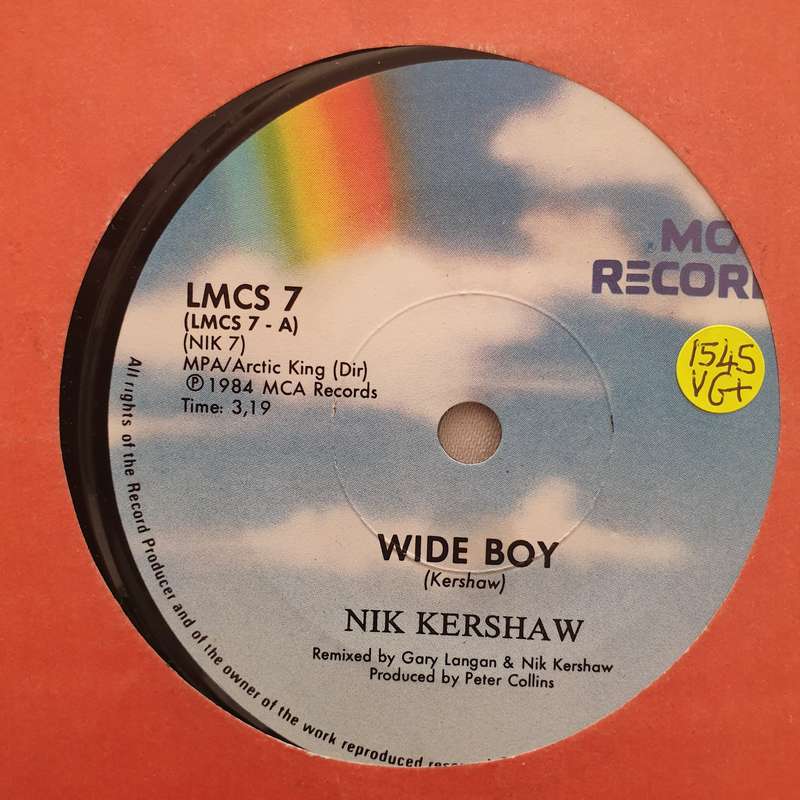 LMCS 7
(LMCS 7 - A)
(NIK 7)
MPA/Arctic King (Dir)
℗ 1984 MCA Records
Time: 3,19
®
1545
VG+
WIDE BOY
(Kershaw)
NIK KERSHAW
Remixed by Gary Langan & Nik Kershaw
Produced by Peter Collins
All rights of the Record Producer and of the owner of the work reproduced